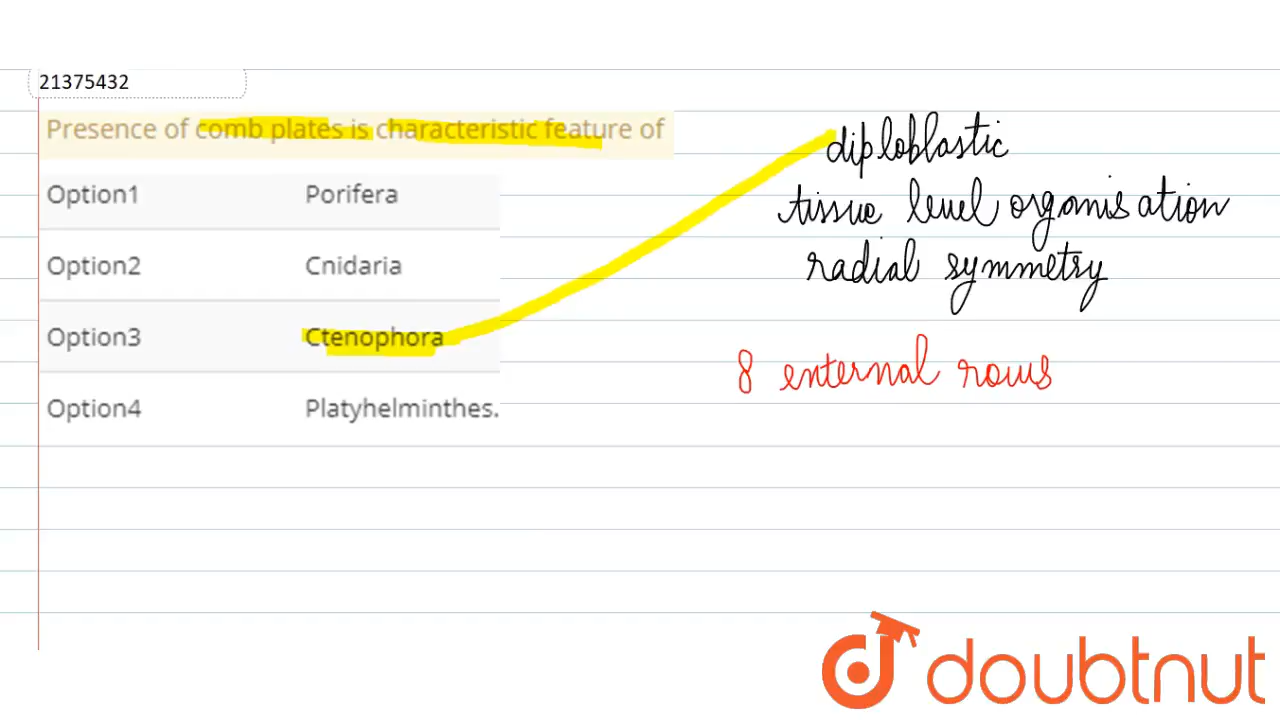 21375432
Presence of comb plates is characteristic feature of
Option1 Porifera
Option2 Cnidaria
Option3 Ctenophora
Option4 Platyhelminthes.
diploblastic
tissue level organisation
radial symmetry
8 enternal rows
doubtnut